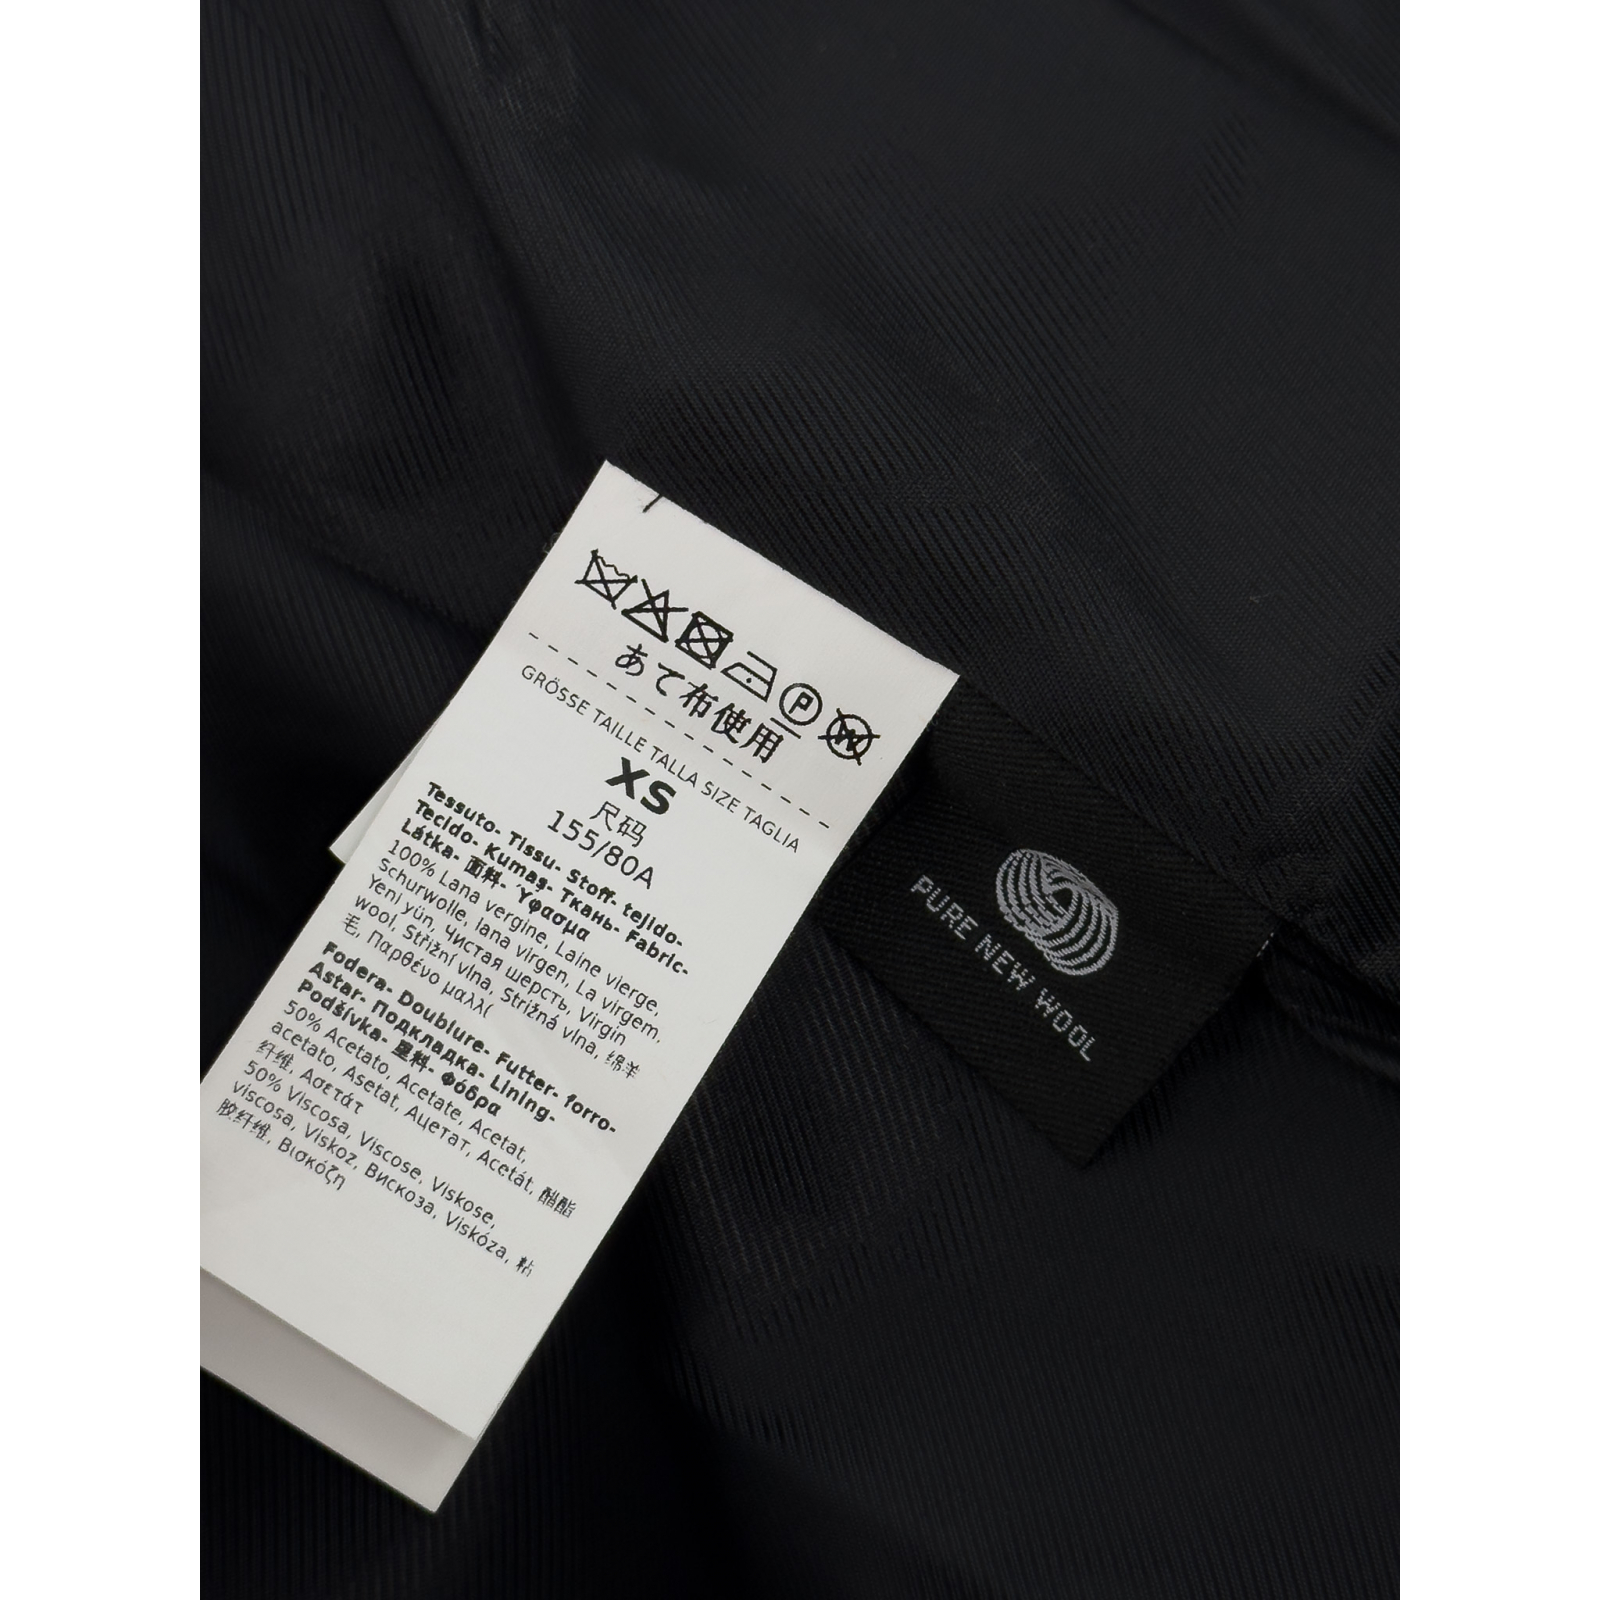 あて布使用
GRÖSSE TAILLE TALLA SIZE TAGLIA
XS
尺码
155/80A
Tessuto- Tissu- Stoff- tejido-
Tecido- Kumaş- Ткань- Fabric-
Látka- 面料- Ύφασμα
100% Lana vergine, Laine vierge,
Schurwolle, lana virgen, La virgem,
Yeni yün, Чистая шерсть, Virgin
wool, Střižní vlna, Strižná vlna, 绵羊
毛, Παρθένο μαλλί
Fodera- Doublure- Futter- forro-
Astar- Подкладка- Lining-
Podšívka- 里料- Φόδρα
50% Acetato, Acetate, Acetat,
acetato, Asetat, Ацетат, Acetát, 醋酯
纤维, Ασετάτ
50% Viscosa, Viscose, Viskose,
viscosa, Viskoz, Вискоза, Viskóza, 粘
胶纤维, Βισκόζη
P
W
PURE NEW WOOL